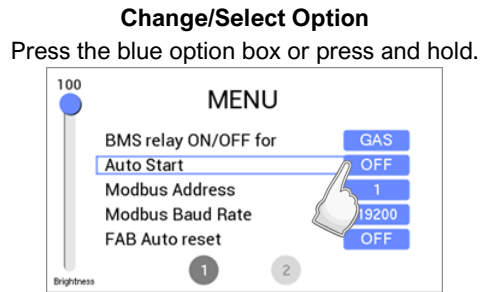 Change/Select Option
Press the blue option box or press and hold.
100
MENU
BMS relay ON/OFF for GAS
Auto Start OFF
Modbus Address 1
Modbus Baud Rate 19200
FAB Auto reset OFF
Brightness
1 2